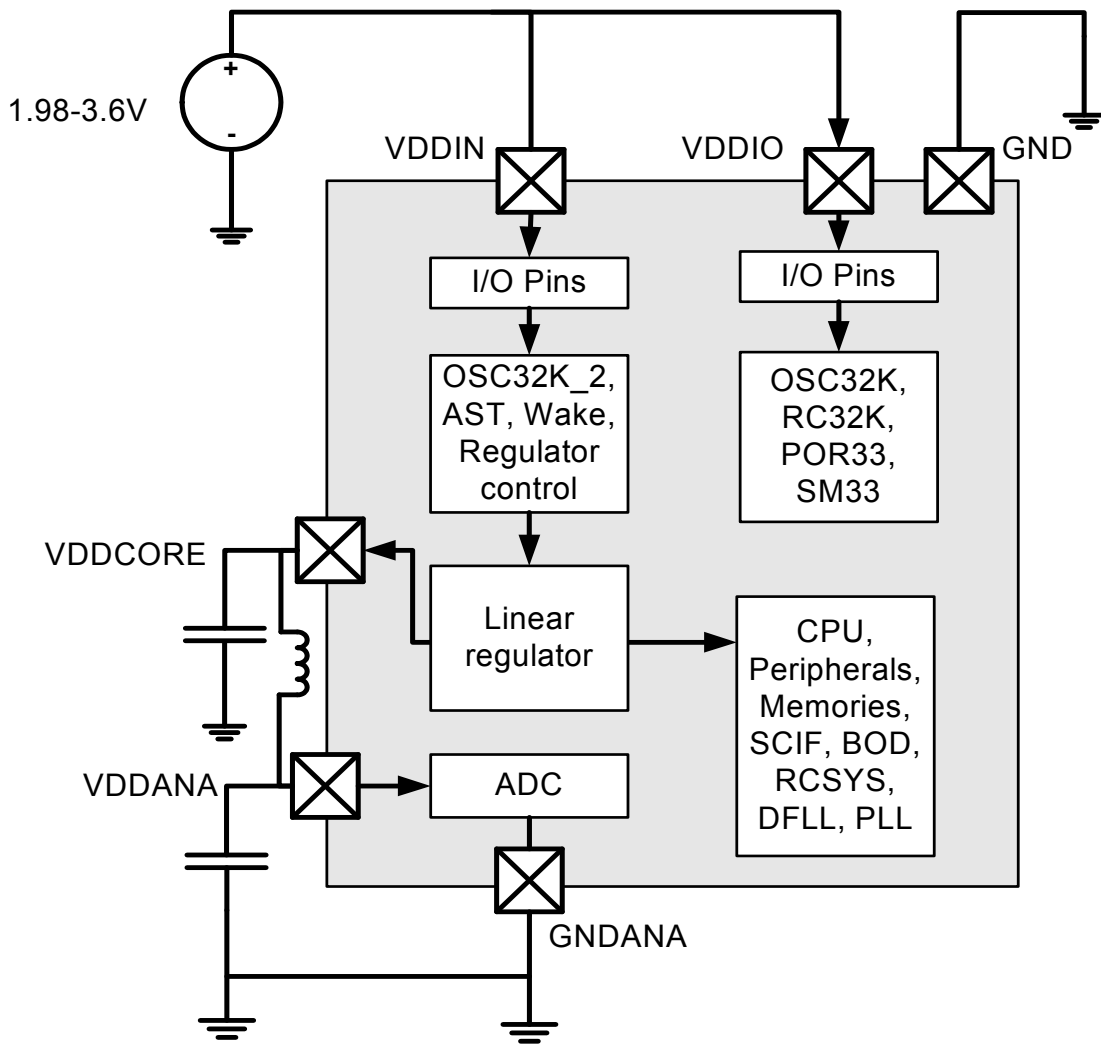 +
1.98-3.6V
-
VDDIN
VDDIO
GND
I/O Pins
I/O Pins
OSC32K_2,
AST, Wake,
Regulator
control
OSC32K,
RC32K,
POR33,
SM33
VDDCORE
Linear
regulator
CPU,
Peripherals,
Memories,
SCIF, BOD,
RCSYS,
DFLL, PLL
VDDANA
ADC
GNDANA